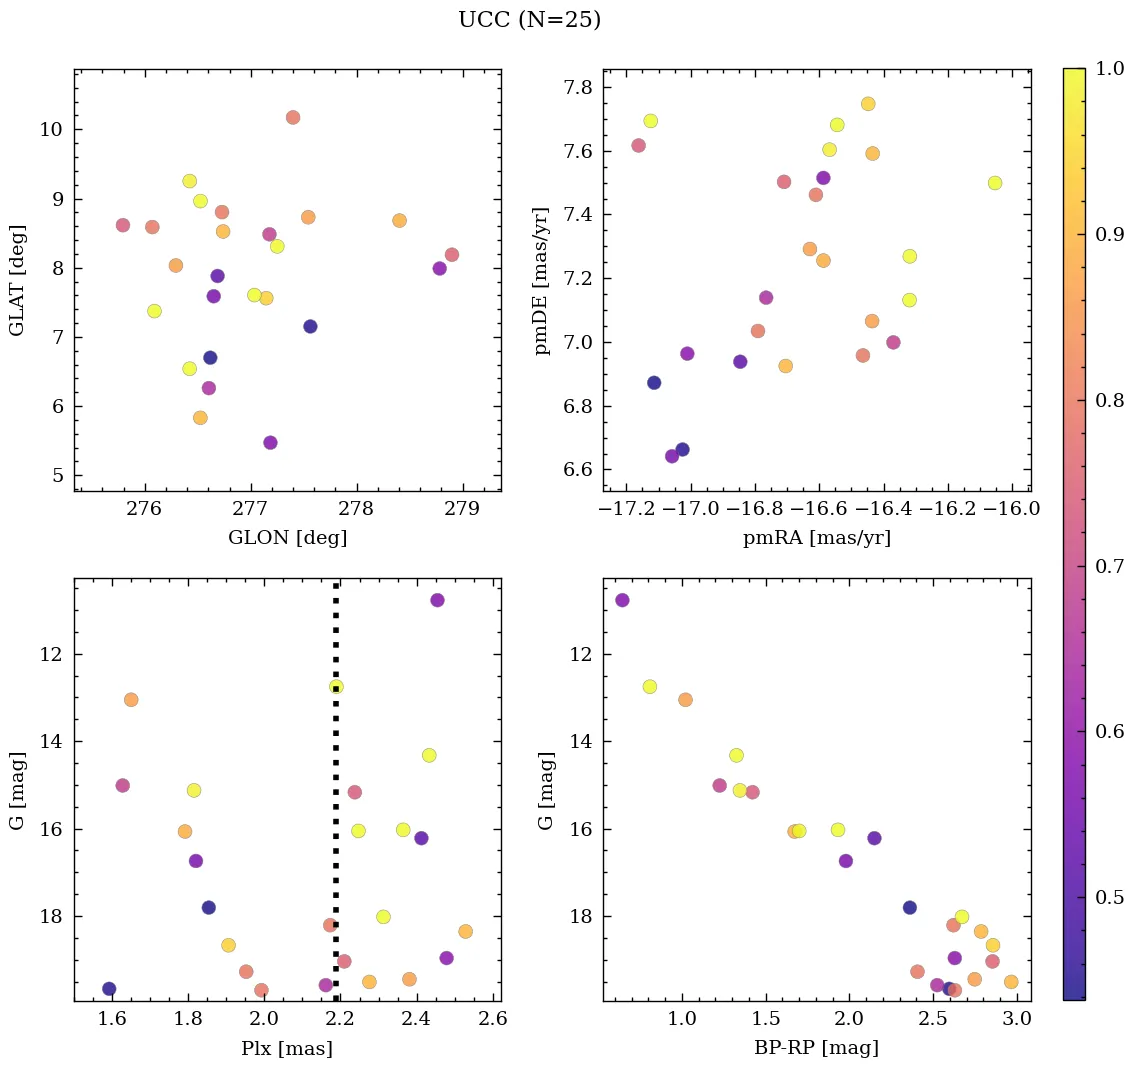 UCC (N=25)
10
9
8
7
6
5
GLAT [deg]
276 277 278 279
GLON [deg]
7.8
7.6
7.4
7.2
7.0
6.8
6.6
pmDE [mas/yr]
−17.2 −17.0 −16.8 −16.6 −16.4 −16.2 −16.0
pmRA [mas/yr]
12
14
16
18
G [mag]
1.6 1.8 2.0 2.2 2.4 2.6
Plx [mas]
12
14
16
18
G [mag]
1.0 1.5 2.0 2.5 3.0
BP-RP [mag]
1.0
0.9
0.8
0.7
0.6
0.5